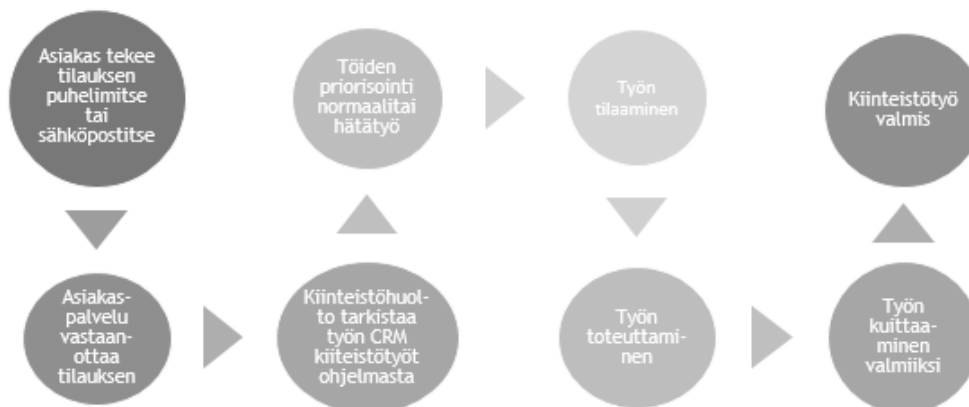 Asiakas tekee
tilauksen
puhelimitse
tai
sähköpostitse
Asiakas-
palvelu
vastaan-
ottaa
tilauksen
Kiinteistöhuol-
to tarkistaa
työn CRM
kiiteistötyöt
ohjelmasta
Töiden
priorisointi
normaalitai
hätätyö
Työn
tilaaminen
Työn
toteuttami-
nen
Työn
kuittaa-
minen
valmiiksi
Kiinteistötyö
valmis